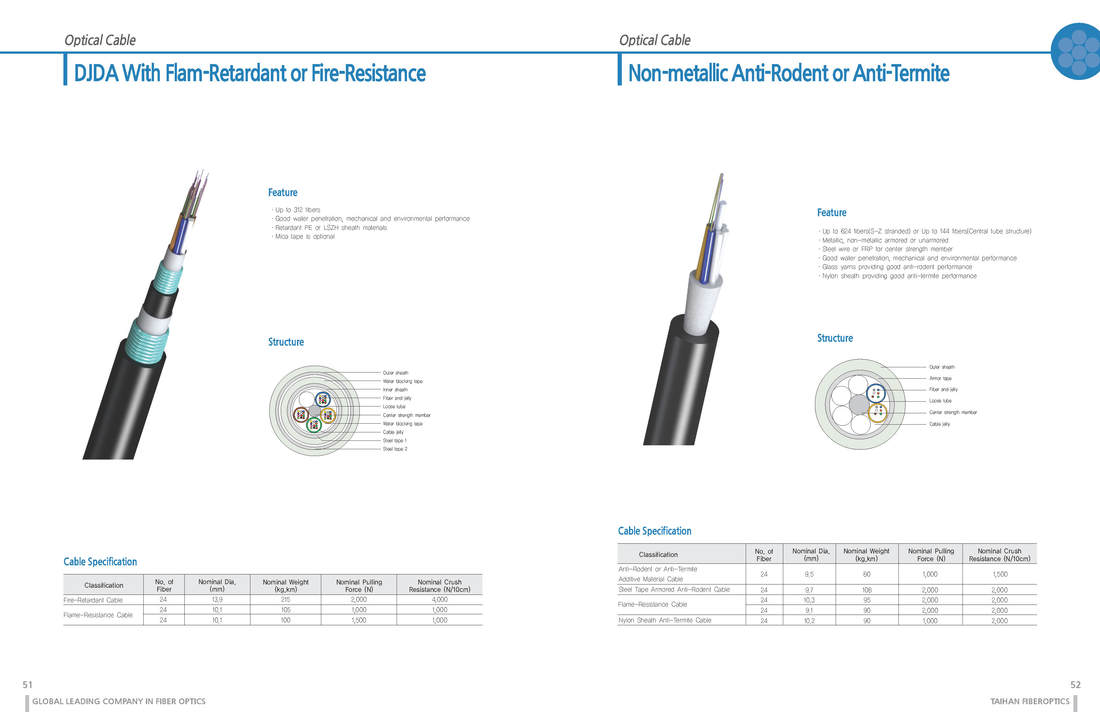 Optical Cable
DJDA With Flam-Retardant or Fire-Resistance
Feature
· Up to 312 fibers
· Good water penetration, mechanical and environmental performance
· Retardant PE or LSZH sheath materials
· Mica tape is optional
Structure
Outer sheath
Water blocking tape
Inner sheath
Fiber and jelly
Loose tube
Center strength member
Water blocking tape
Cable jelly
Steel tape 1
Steel tape 2
Cable Specification
Classification No. of Fiber Nominal Dia. (mm) Nominal Weight (kg.km) Nominal Pulling Force (N) Nominal Crush Resistance (N/10cm)
Fire-Retardant Cable 24 13.9 215 2,000 4,000
Flame-Resistance Cable 24 10.1 105 1,000 1,000
24 10.1 100 1,500 1,000
51
GLOBAL LEADING COMPANY IN FIBER OPTICS
Optical Cable
Non-metallic Anti-Rodent or Anti-Termite
Feature
· Up to 624 fibers(S-Z stranded) or Up to 144 fibers(Central tube structure)
· Metallic, non-metallic armored or unarmored
· Steel wire or FRP for center strength member
· Good water penetration, mechanical and environmental performance
· Glass yarns providing good anti-rodent performance
· Nylon sheath providing good anti-termite performance
Structure
Outer sheath
Armor tape
Fiber and jelly
Loose tube
Center strength member
Cable jelly
Cable Specification
Classification No. of Fiber Nominal Dia. (mm) Nominal Weight (kg.km) Nominal Pulling Force (N) Nominal Crush Resistance (N/10cm)
Anti-Rodent or Anti-Termite
Additive Material Cable 24 9.5 60 1,000 1,500
Steel Tape Armored Anti-Rodent Cable 24 9.7 108 2,000 2,000
Flame-Resistance Cable 24 10.3 95 2,000 2,000
24 9.1 90 2,000 2,000
Nylon Sheath Anti-Termite Cable 24 10.2 90 1,000 2,000
52
TAIHAN FIBEROPTICS